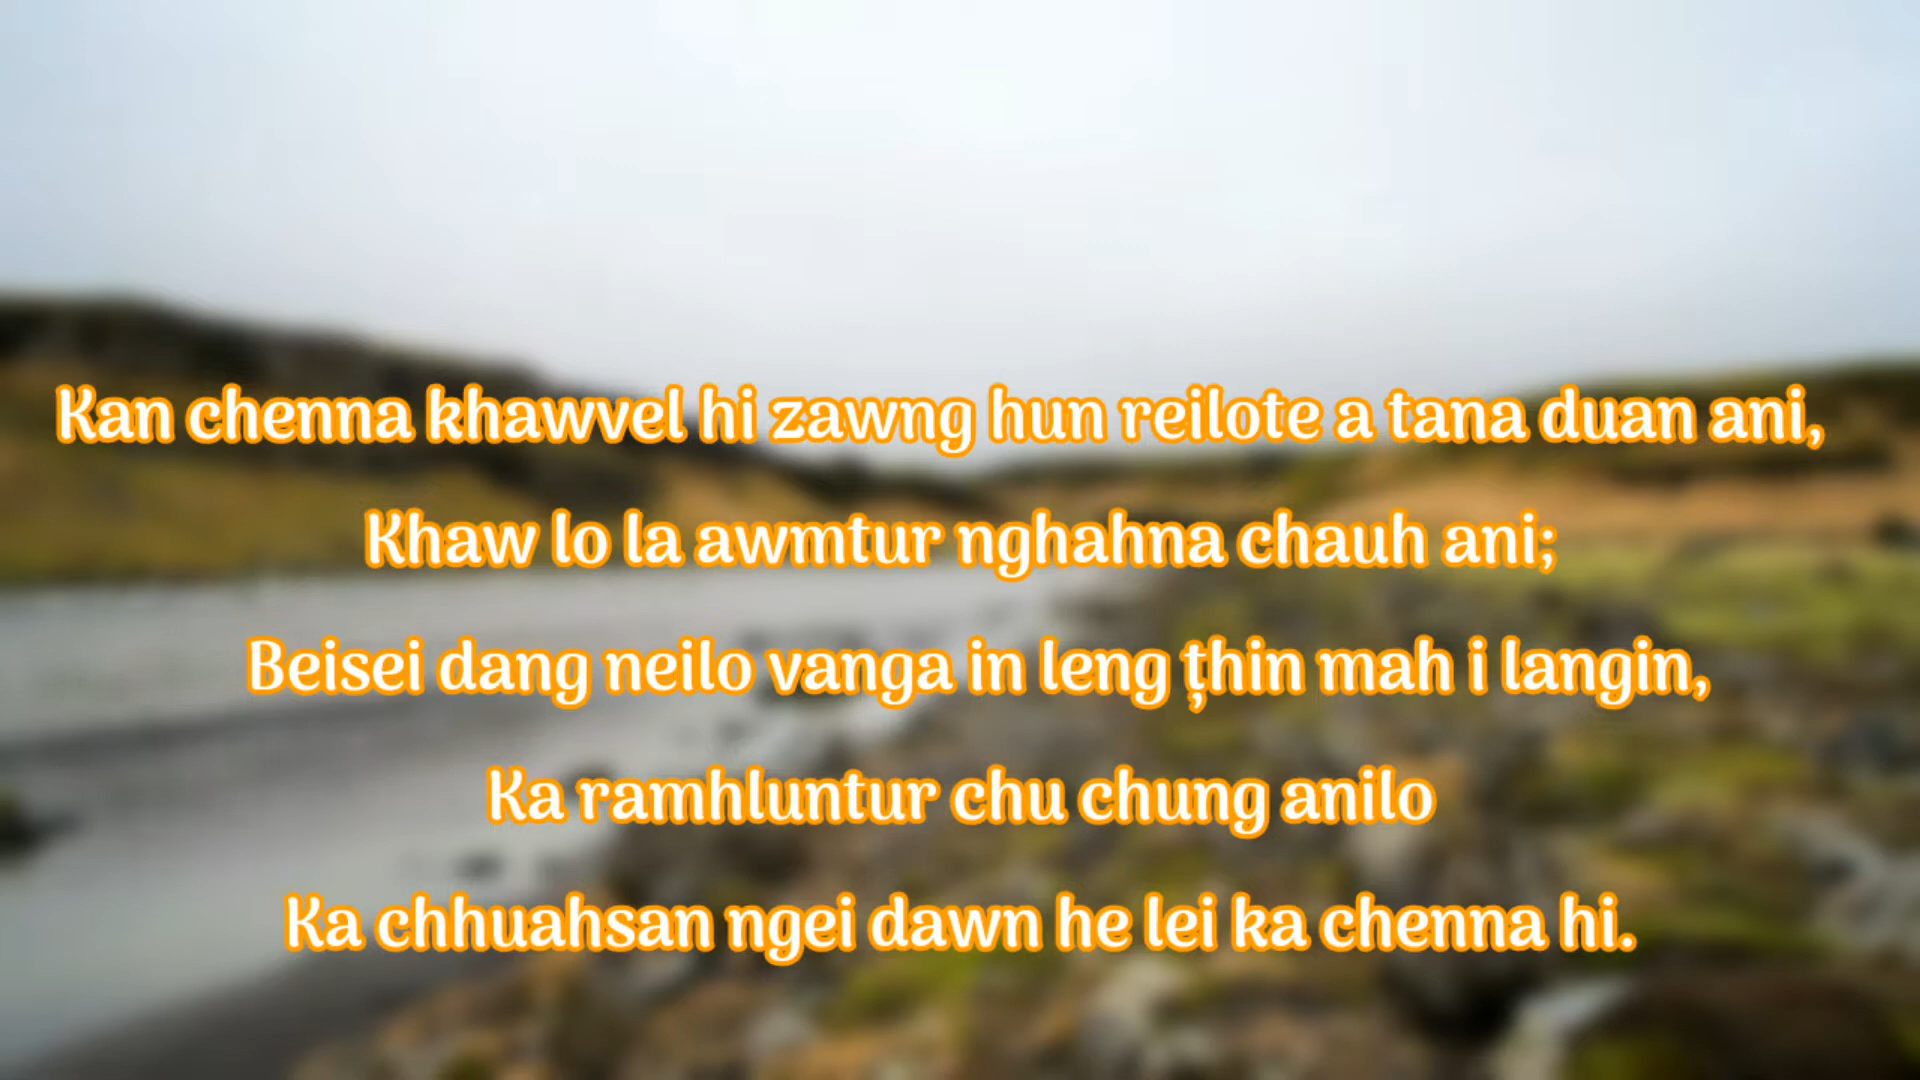 Kan chenna khawvel hi zawng hun reilote a tana duan ani,
Khaw lo la awmtur nghahna chauh ani;
Beisei dang neilo vanga in leng țhin mah i langin,
Ka ramhluntur chu chung anilo
Ka chhuahsan ngei dawn he lei ka chenna hi.